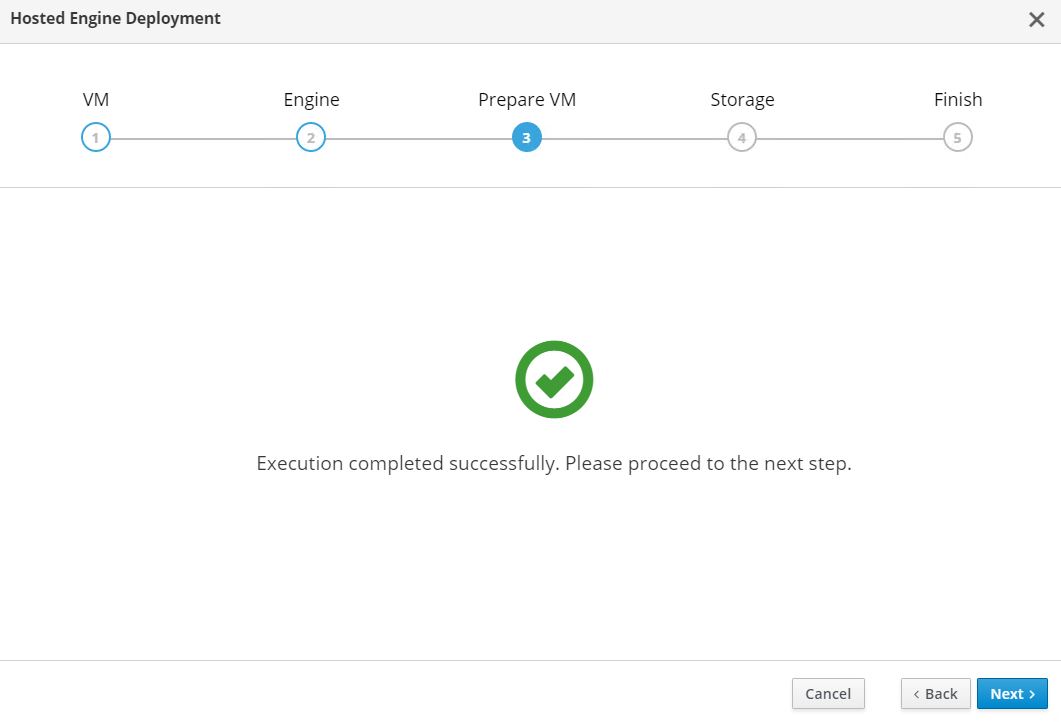 Hosted Engine Deployment
VM
Engine
Prepare VM
Storage
Finish
1
2
3
4
5
Execution completed successfully. Please proceed to the next step.
Cancel
< Back
Next >